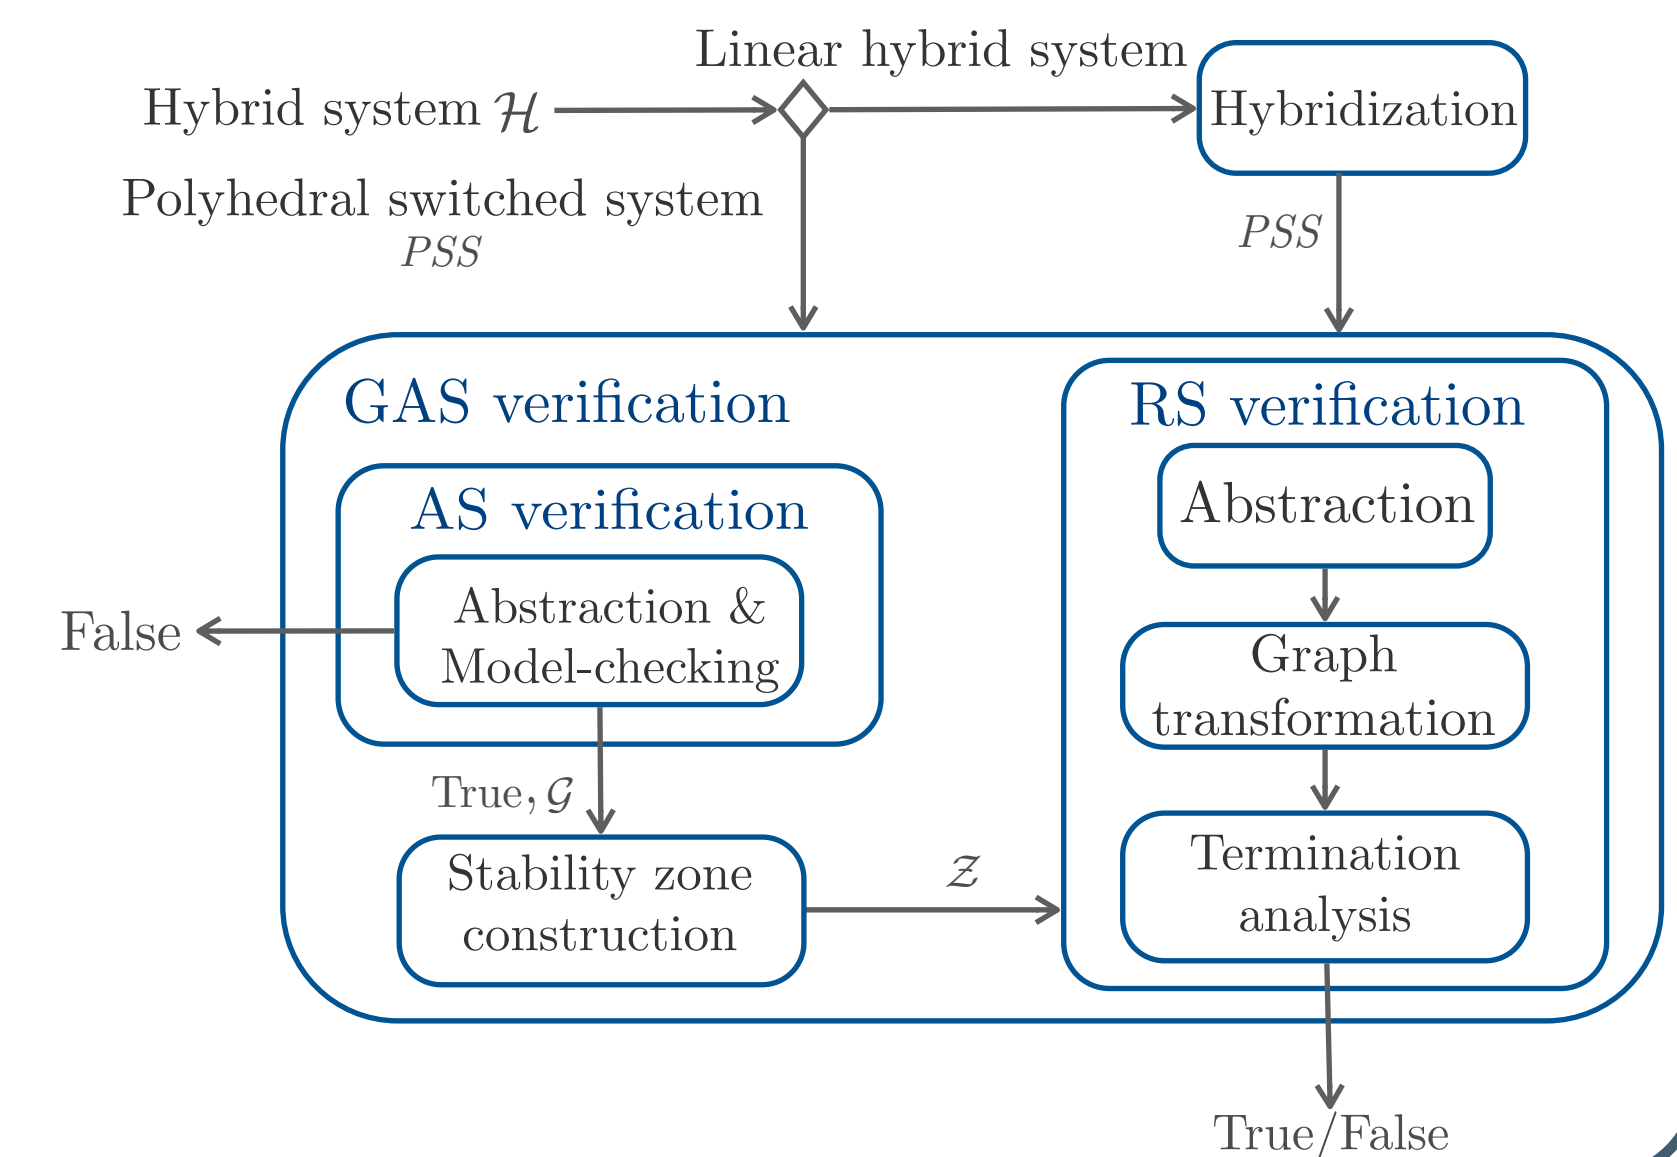 Linear hybrid system
Hybrid system ℋ
Hybridization
Polyhedral switched system
PSS
PSS
GAS verification
RS verification
AS verification
Abstraction
Abstraction &
Model-checking
False
Graph
transformation
True, 𝒢
Stability zone
construction
𝒵
Termination
analysis
True/False